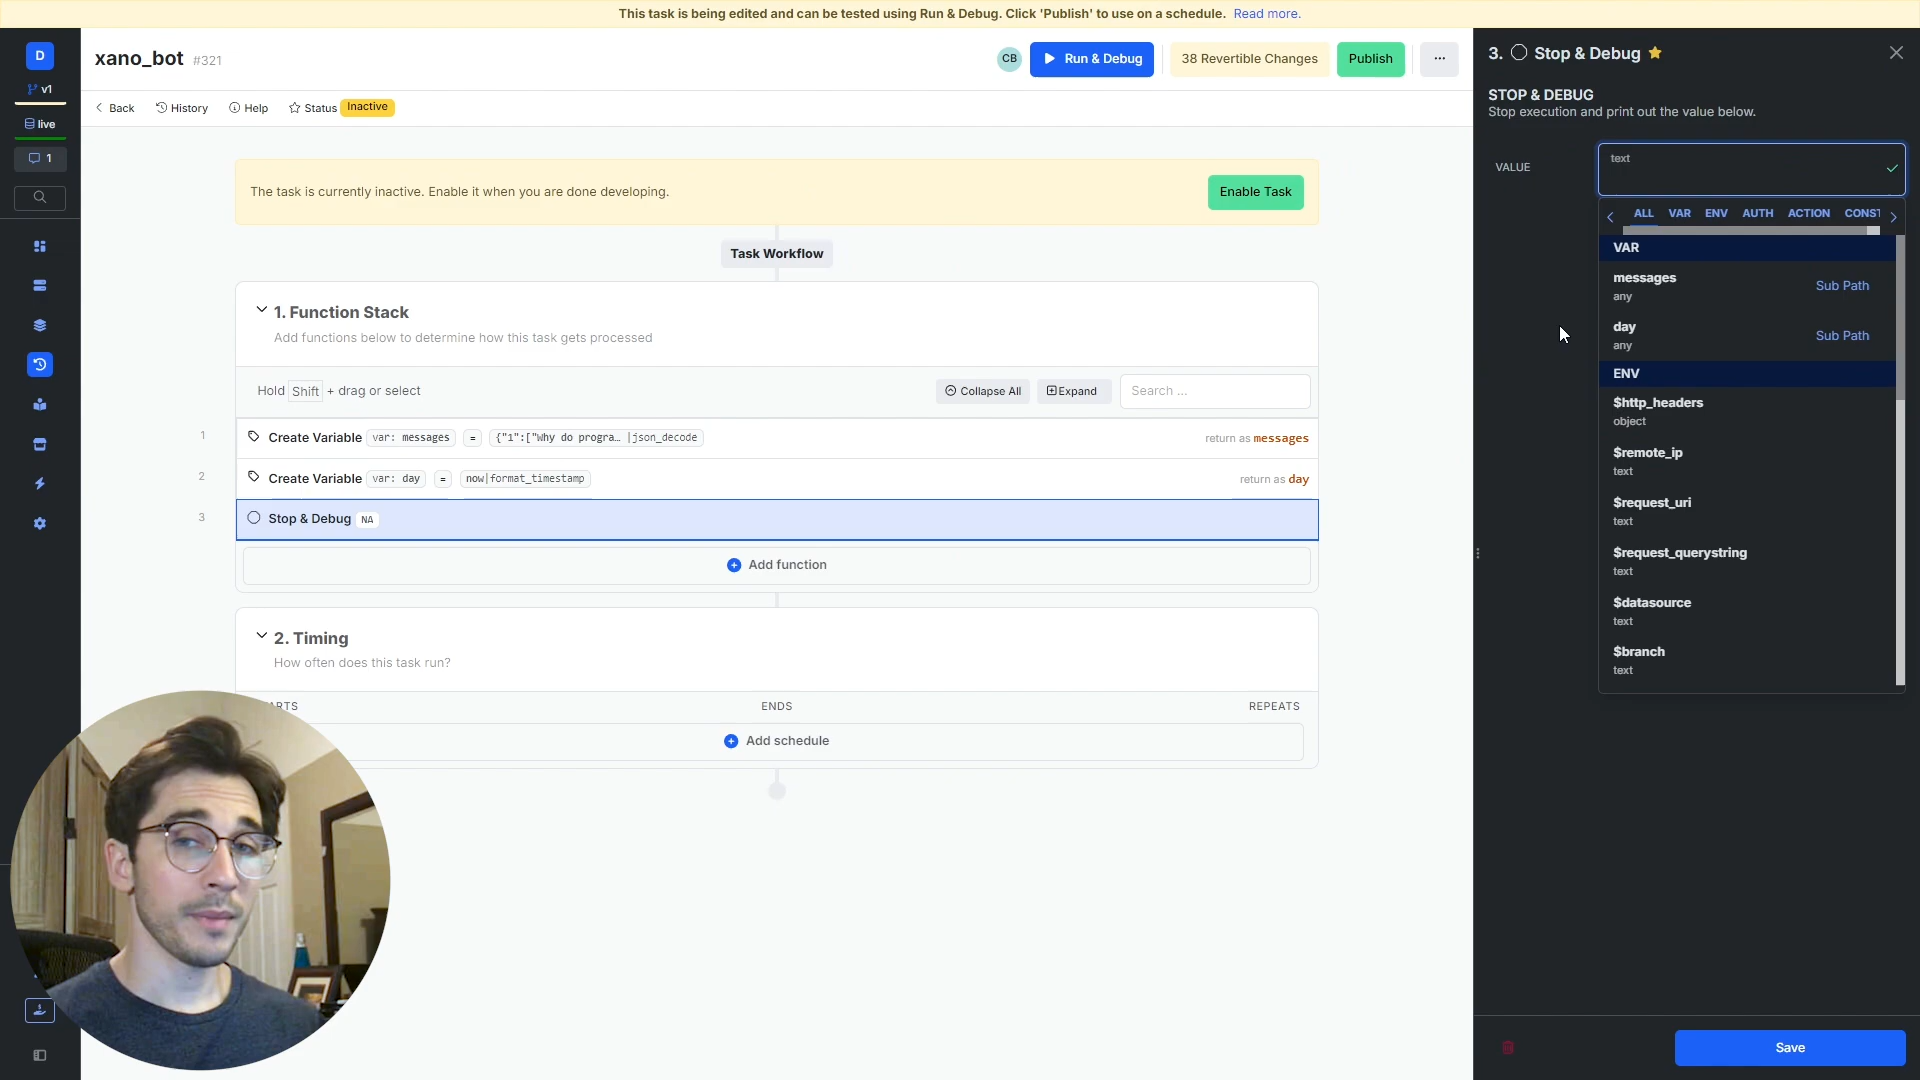 This task is being edited and can be tested using Run & Debug. Click 'Publish' to use on a schedule. Read more.
D
v1
live
1
xano_bot #321
CB
Run & Debug
38 Revertible Changes
Publish
...
Back
History
Help
Status Inactive
The task is currently inactive. Enable it when you are done developing.
Enable Task
Task Workflow
1. Function Stack
Add functions below to determine how this task gets processed
Hold Shift + drag or select
Collapse All
Expand
Search ...
1 Create Variable var: messages = {"1":["Why do progra… |json_decode return as messages
2 Create Variable var: day = now|format_timestamp return as day
3 Stop & Debug NA
Add function
2. Timing
How often does this task run?
ARTS ENDS REPEATS
Add schedule
3. Stop & Debug
STOP & DEBUG
Stop execution and print out the value below.
VALUE
text
ALL VAR ENV AUTH ACTION CONST
VAR
messages
any
Sub Path
day
any
Sub Path
ENV
$http_headers
object
$remote_ip
text
$request_uri
text
$request_querystring
text
$datasource
text
$branch
text
Save